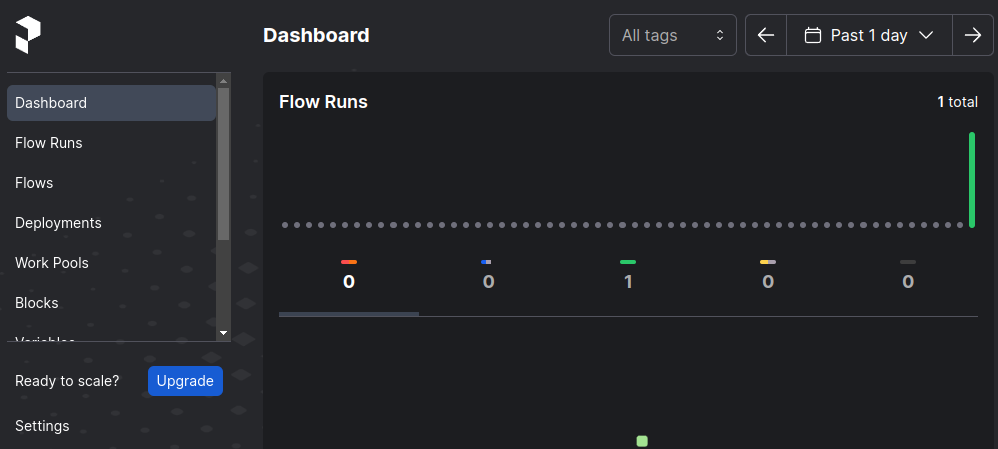 Dashboard
All tags
Past 1 day
Dashboard
Flow Runs
Flows
Deployments
Work Pools
Blocks
Variables
Ready to scale?
Upgrade
Settings
Flow Runs
1 total
0
0
1
0
0